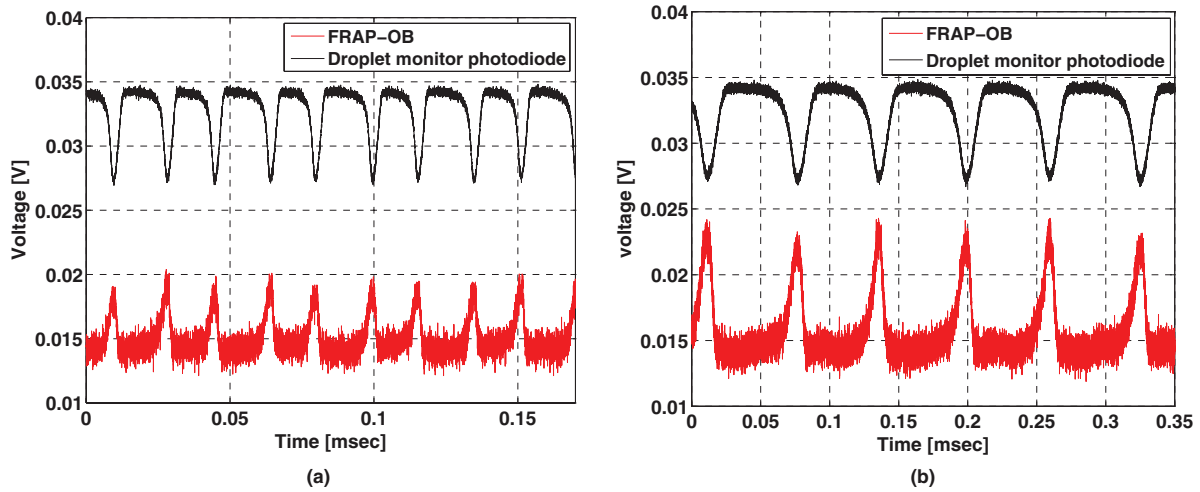 0.04
0.035
0.03
0.025
0.02
0.015
0.01
Voltage [V]
FRAP−OB
Droplet monitor photodiode
0
0.05
0.1
0.15
Time [msec]
(a)
0.04
0.035
0.03
0.025
0.02
0.015
0.01
voltage [V]
FRAP−OB
Droplet monitor photodiode
0
0.05
0.1
0.15
0.2
0.25
0.3
0.35
Time [msec]
(b)